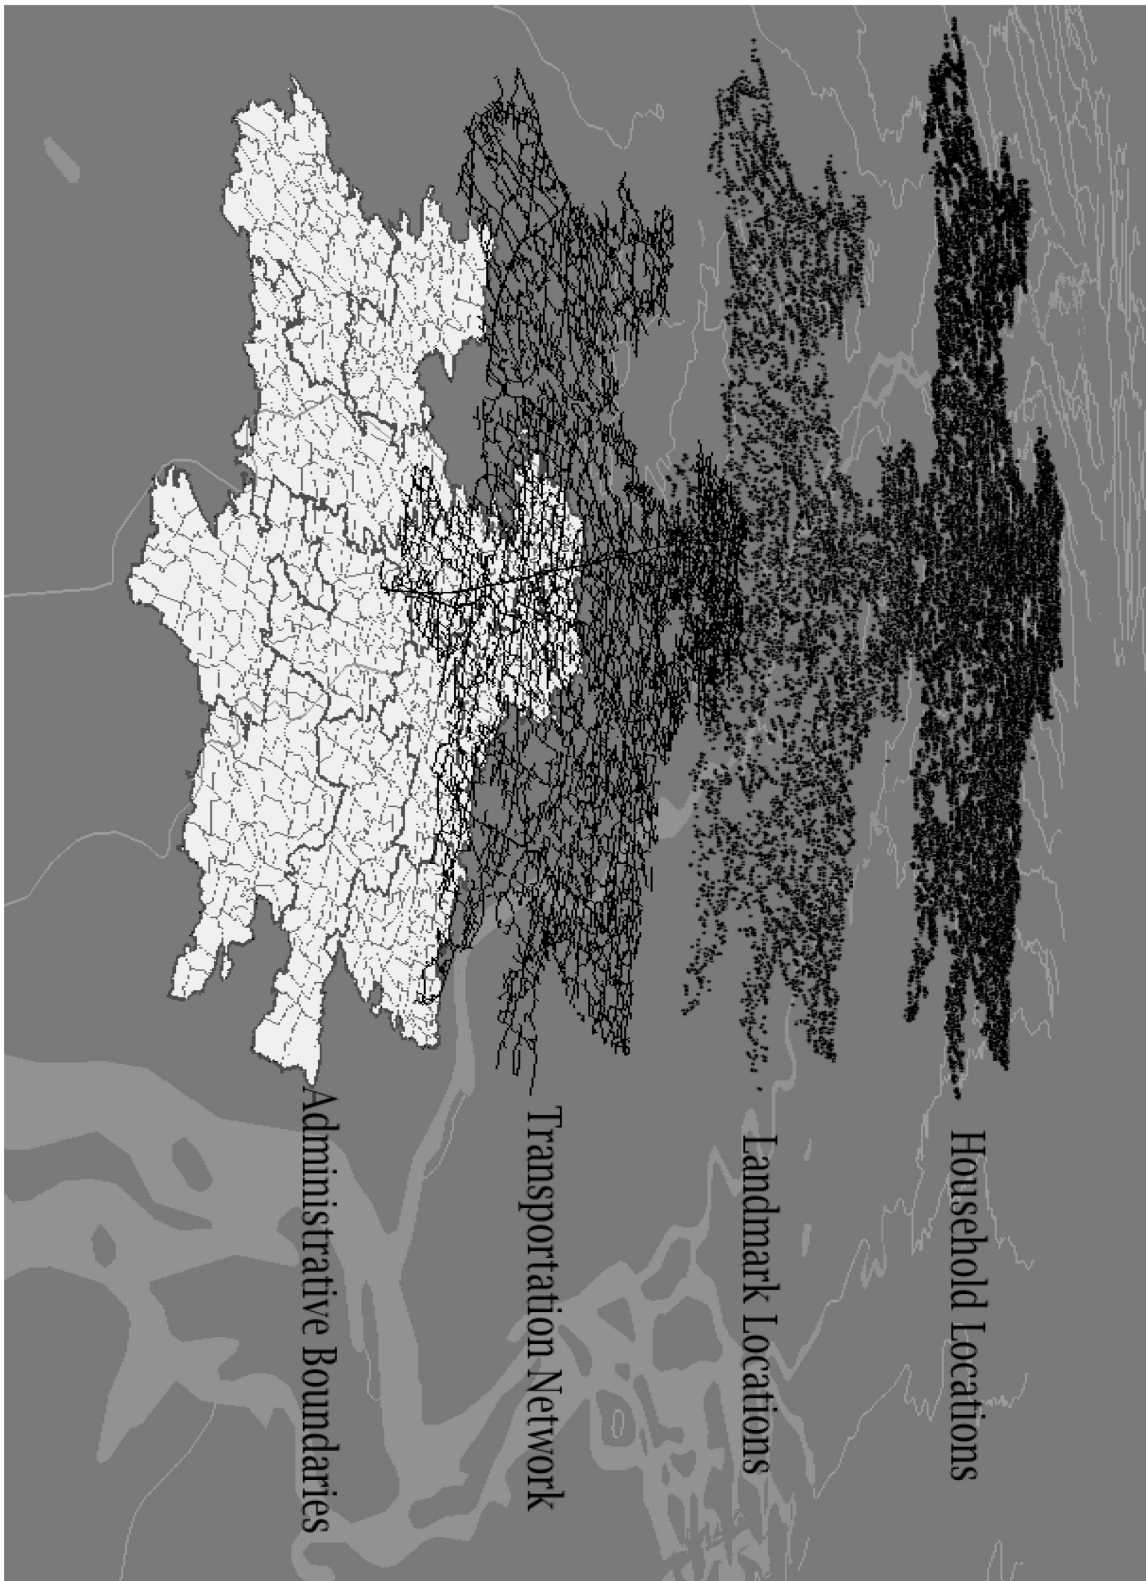 Household Locations
Landmark Locations
Transportation Network
Administrative Boundaries